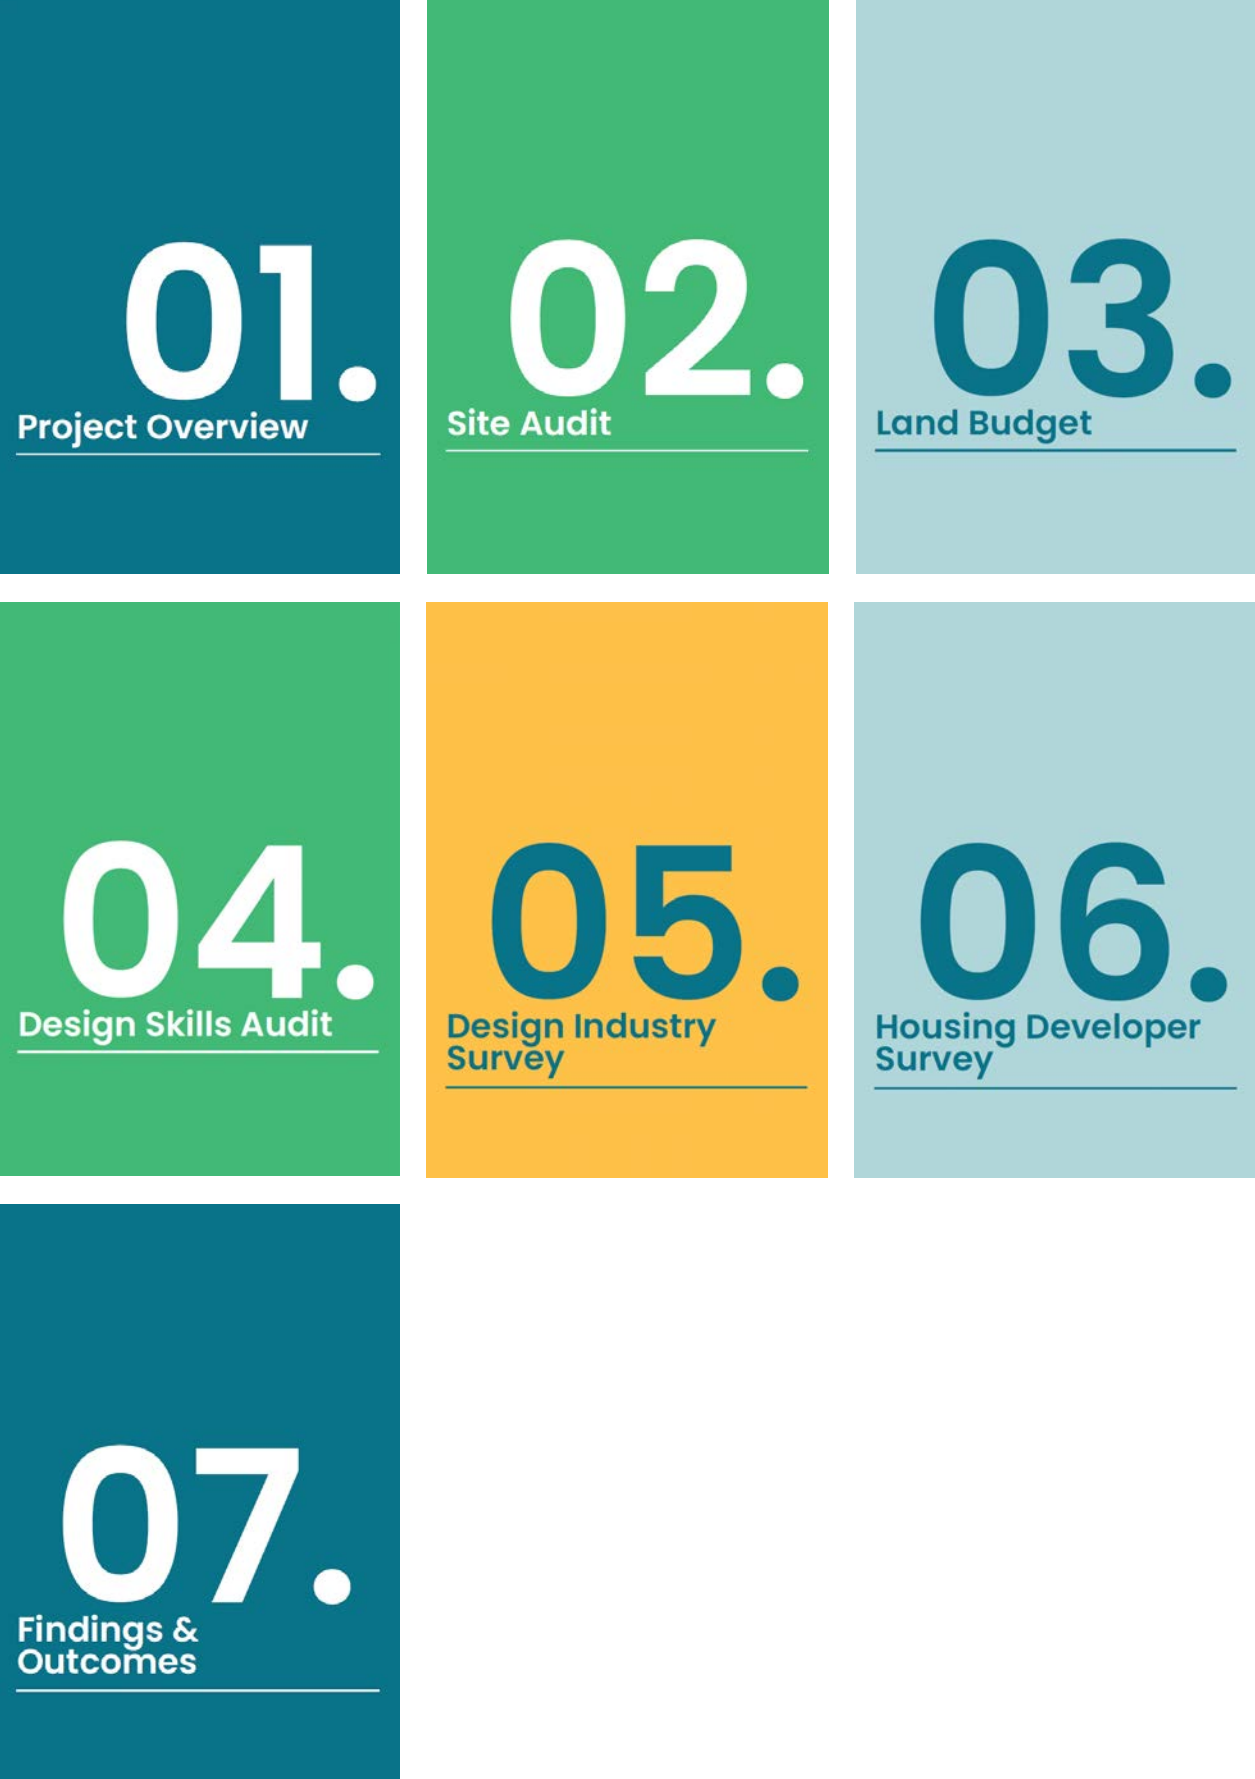 01.
Project Overview
02.
Site Audit
03.
Land Budget
04.
Design Skills Audit
05.
Design Industry
Survey
06.
Housing Developer
Survey
07.
Findings &
Outcomes